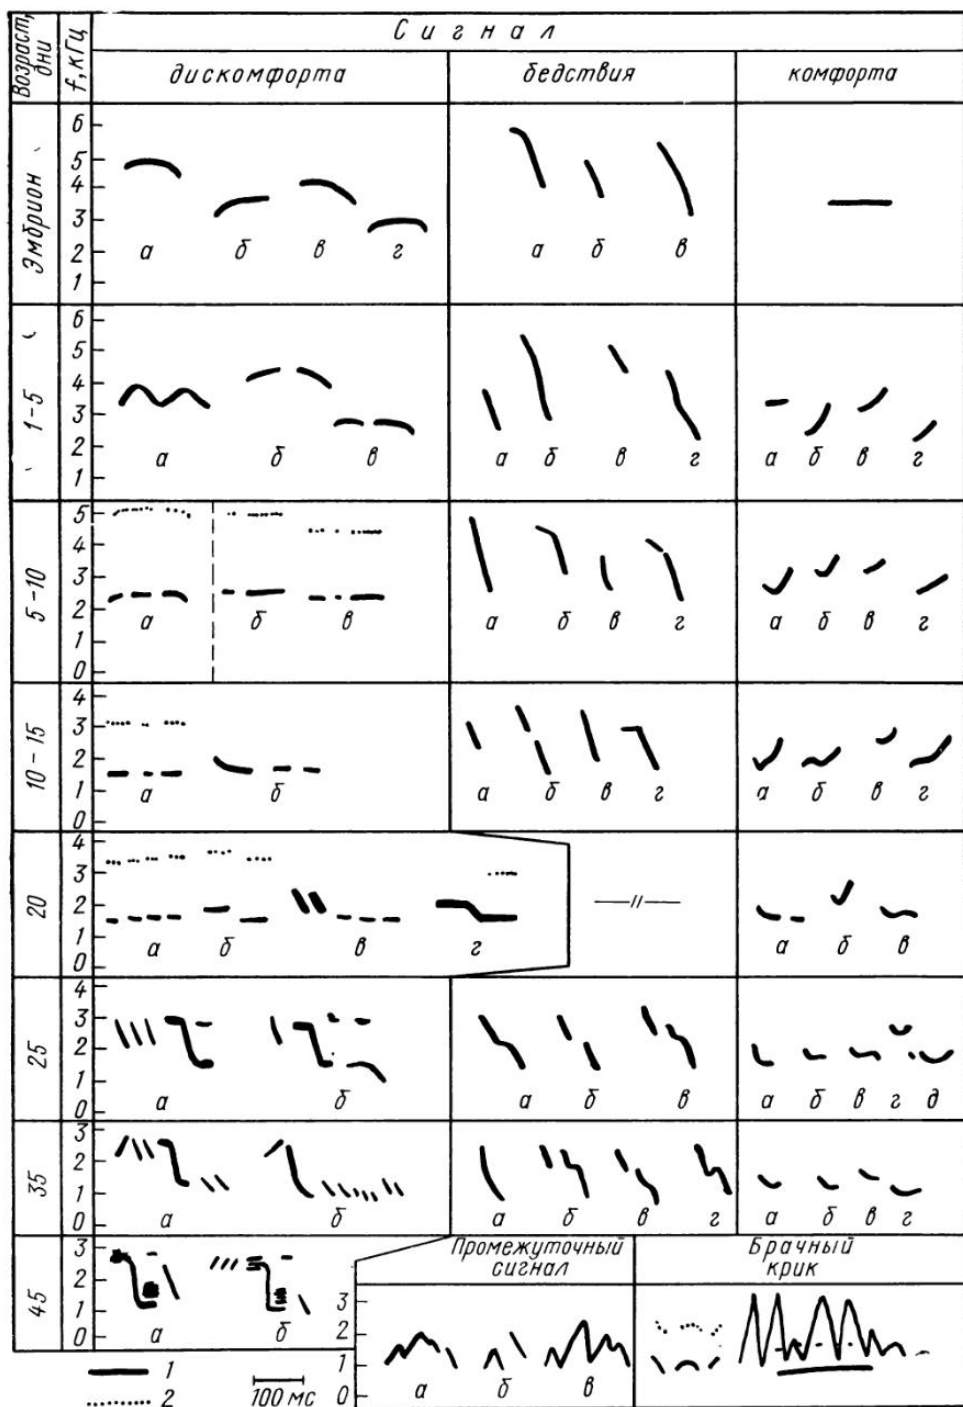 Возраст, дни
f, кГц
Сигнал
дискомфорта
бедствия
комфорта
Эмбрион
6
5
4
3
2
1
а б в г
а б в
1-5
6
5
4
3
2
1
а б в
а б в г
а б в г
5-10
5
4
3
2
1
0
а б в
а б в г
а б в г
10-15
4
3
2
1
0
а б
а б в г
а б в г
20
4
3
2
1
0
а б в г
—//—
а б в
25
4
3
2
1
0
а б
а б в
а б в г д
35
3
2
1
0
а б
а б в г
а б в г
45
3
2
1
0
а б
Промежуточный
сигнал
Брачный
крик
3
2
1
0
а б в
1
2
100 мс